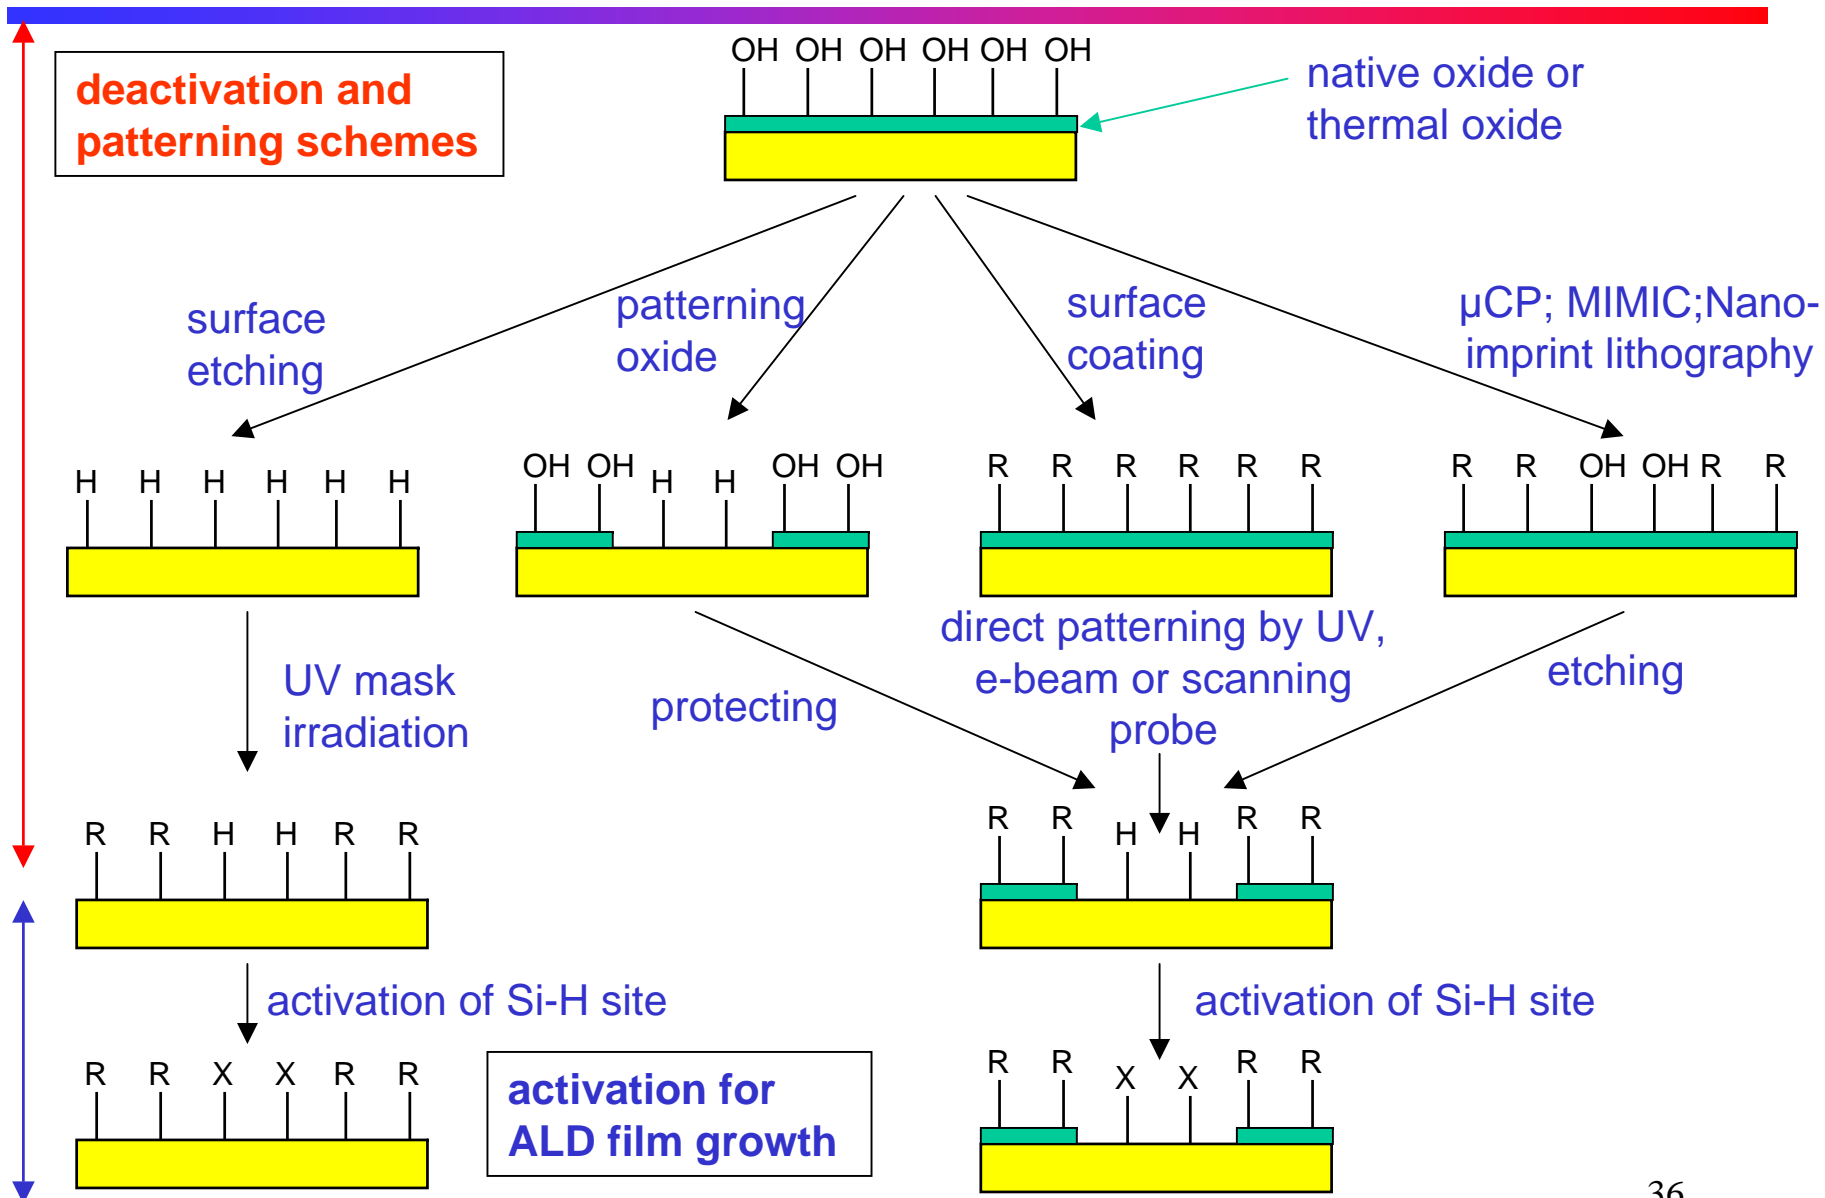 deactivation and
patterning schemes
OH OH OH OH OH OH
native oxide or
thermal oxide
surface
etching
patterning
oxide
surface
coating
µCP; MIMIC;Nano-
imprint lithography
H H H H H H
OH OH H H OH OH
R R R R R R
R R OH OH R R
UV mask
irradiation
protecting
direct patterning by UV,
e-beam or scanning
probe
etching
R R H H R R
R R H H R R
activation of Si-H site
activation of Si-H site
R R X X R R
activation for
ALD film growth
R R X X R R
36